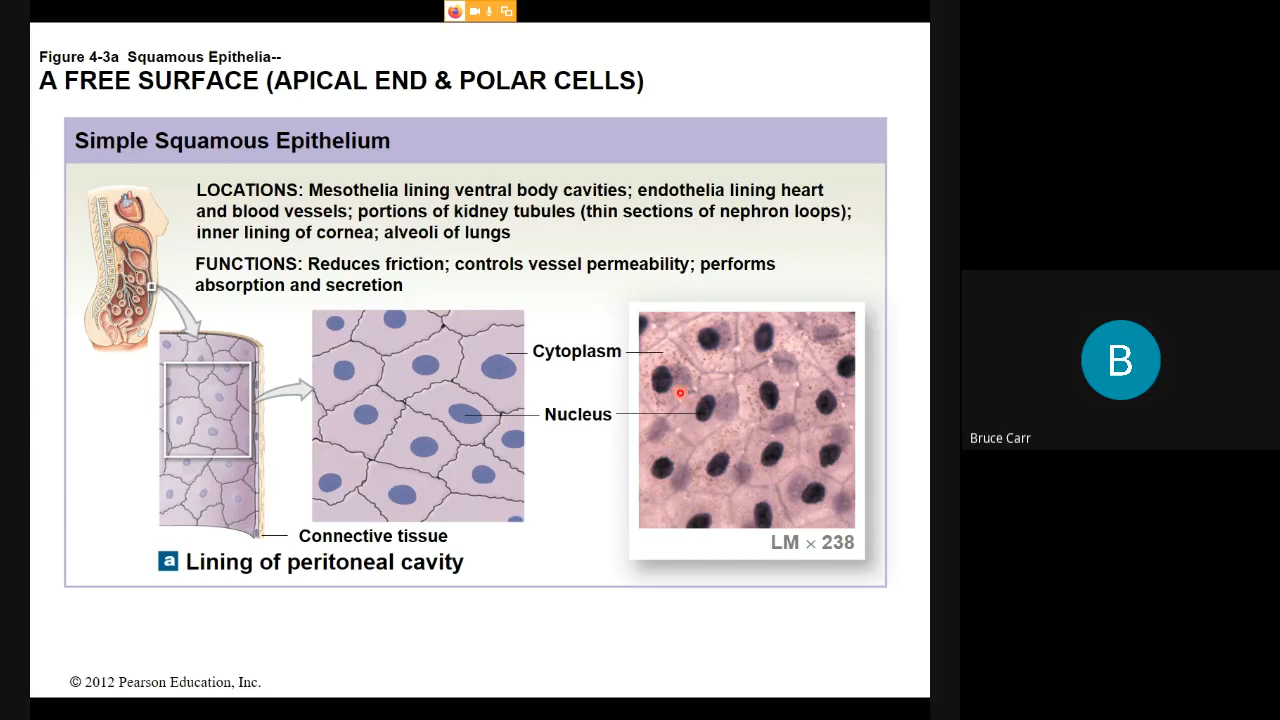 Figure 4-3a Squamous Epithelia--
A FREE SURFACE (APICAL END & POLAR CELLS)
Simple Squamous Epithelium
LOCATIONS: Mesothelia lining ventral body cavities; endothelia lining heart
and blood vessels; portions of kidney tubules (thin sections of nephron loops);
inner lining of cornea; alveoli of lungs
FUNCTIONS: Reduces friction; controls vessel permeability; performs
absorption and secretion
Cytoplasm
Nucleus
Connective tissue
LM × 238
a Lining of peritoneal cavity
© 2012 Pearson Education, Inc.
B
Bruce Carr